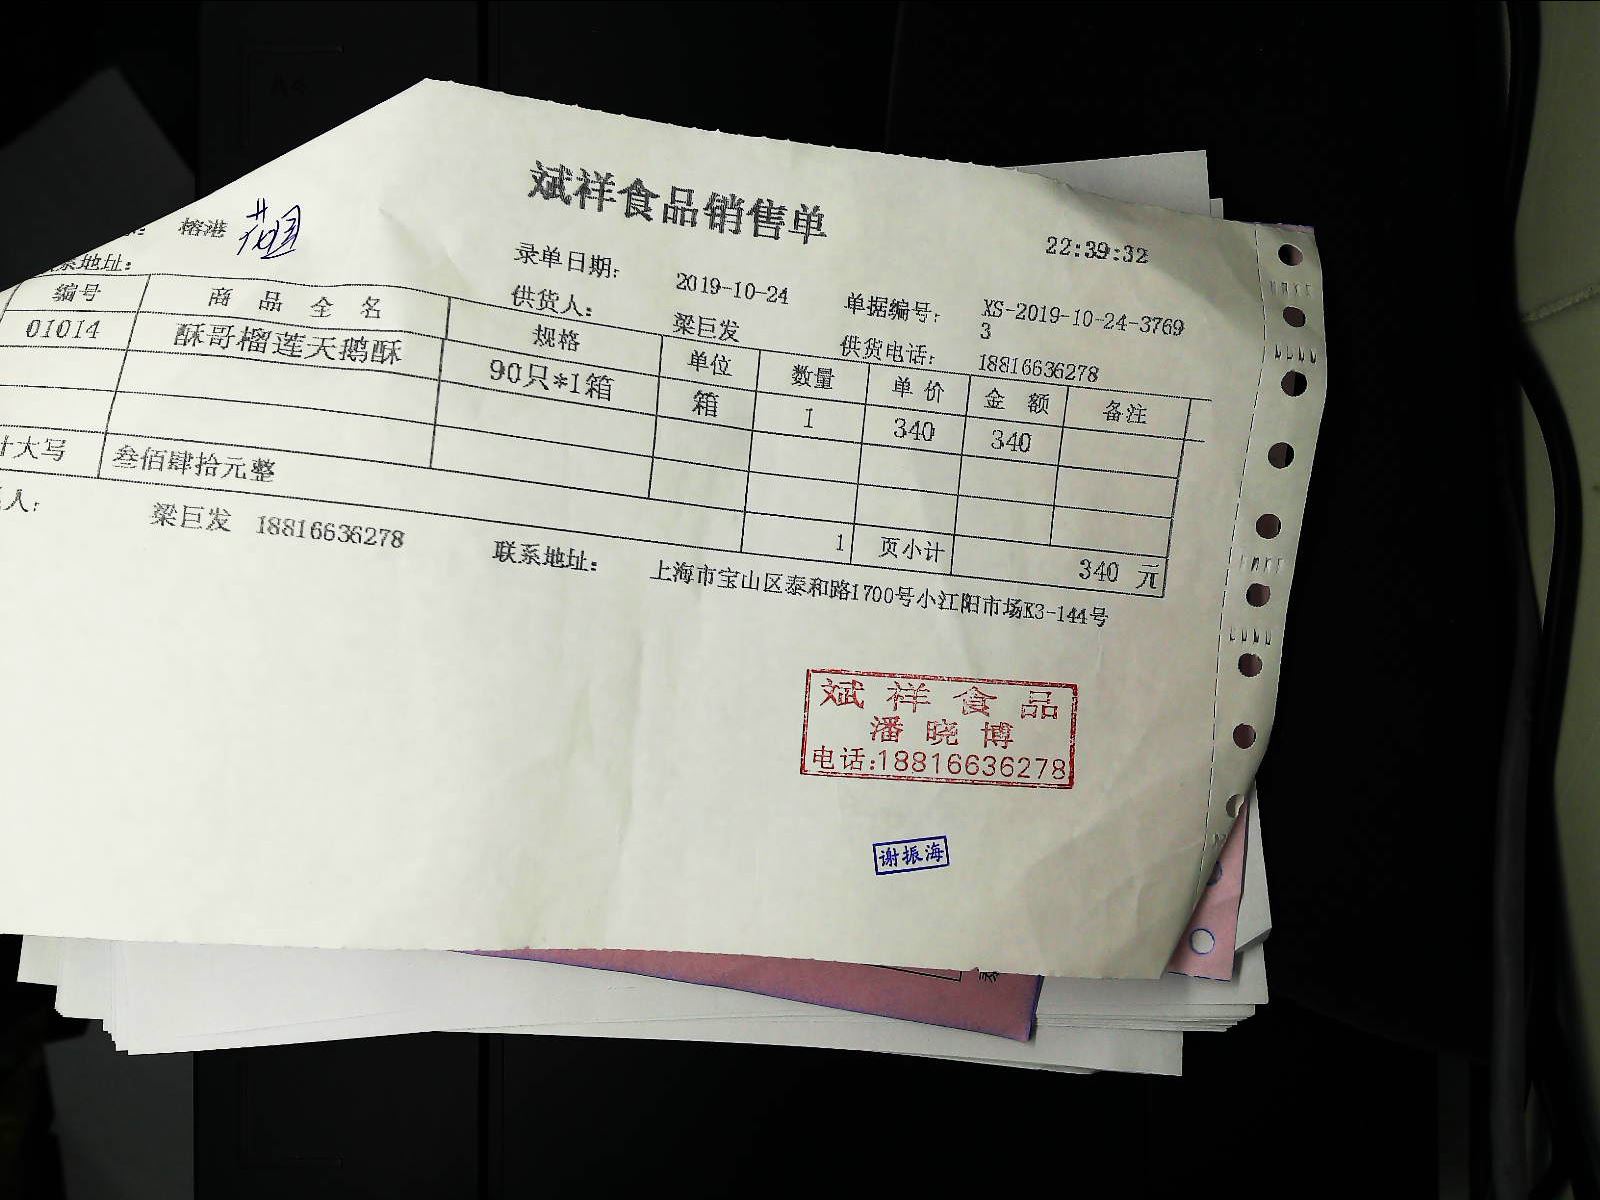 斌祥食品销售单
22:39:32
榕港 花园
录单日期: 2019-10-24 单据编号: XS-2019-10-24-37693
系地址: 供货人: 梁巨发 供货电话: 18816636278
编号 商品全名 规格 单位 数量 单价 金额 备注
01014 酥哥榴莲天鹅酥 90只*1箱 箱 1 340 340
计大写 叁佰肆拾元整 1 页小计 340 元
人: 梁巨发 18816636278 联系地址: 上海市宝山区泰和路1700号小江阳市场K3-144号
斌祥食品
潘晓博
电话:18816636278
谢振海